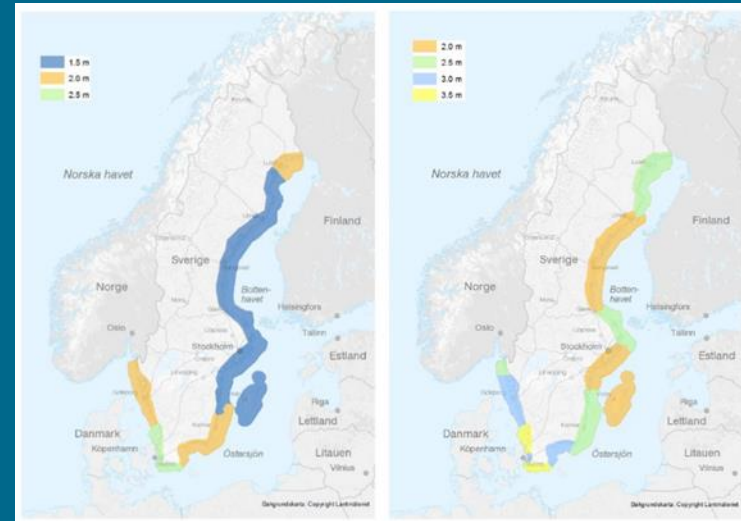 1.5 m
2.0 m
2.5 m
Norska havet
Finland
Sverige
Norge
Botten-
havet
Helsingfors
Oslo
Tallinn
Stockholm
Estland
Riga
Lettland
Danmark
Köpenhamn
Östersjön
Litauen
Vilnius
Bakgrundskarta: Copyright Lantmäteriet
2.0 m
2.5 m
3.0 m
3.5 m
Norska havet
Finland
Sverige
Norge
Botten-
havet
Helsingfors
Oslo
Tallinn
Stockholm
Estland
Riga
Lettland
Danmark
Köpenhamn
Östersjön
Litauen
Vilnius
Bakgrundskarta: Copyright Lantmäteriet